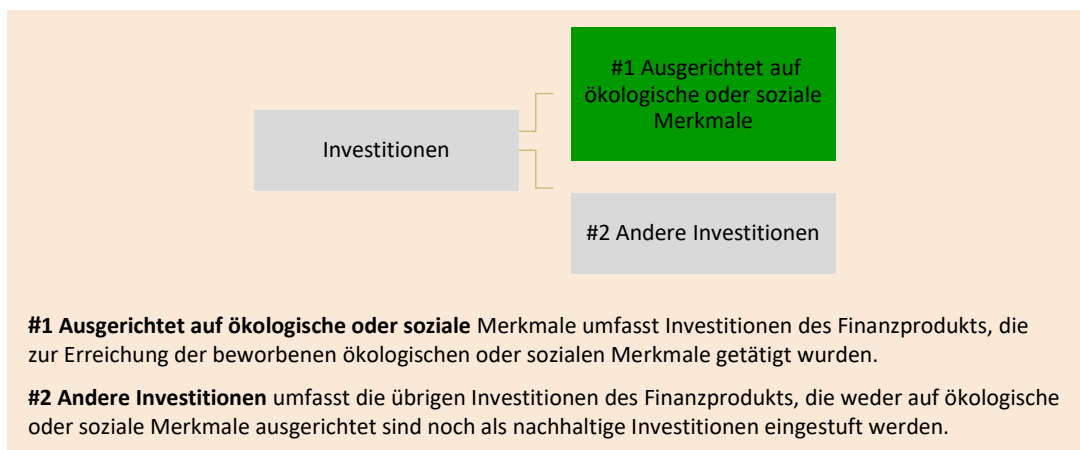 #1 Ausgerichtet auf
ökologische oder soziale
Merkmale
Investitionen
#2 Andere Investitionen
#1 Ausgerichtet auf ökologische oder soziale Merkmale umfasst Investitionen des Finanzprodukts, die
zur Erreichung der beworbenen ökologischen oder sozialen Merkmale getätigt wurden.
#2 Andere Investitionen umfasst die übrigen Investitionen des Finanzprodukts, die weder auf ökologische
oder soziale Merkmale ausgerichtet sind noch als nachhaltige Investitionen eingestuft werden.